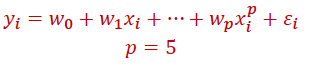 yᵢ = w₀ + w₁xᵢ + ⋯ + wₚxᵢᵖ + εᵢ
p = 5